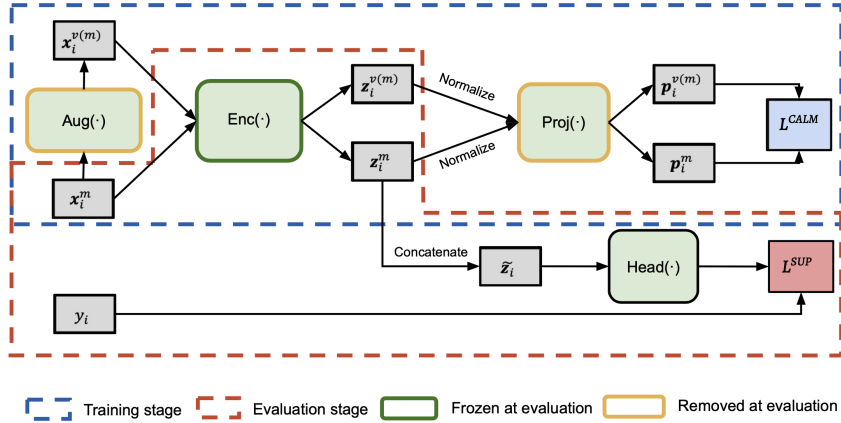 x_i^{v(m)}
Aug(·)
x_i^m
Enc(·)
z_i^{v(m)}
z_i^m
Normalize
Normalize
Proj(·)
p_i^{v(m)}
p_i^m
L^{CALM}
Concatenate
z̃_i
Head(·)
L^{SUP}
y_i
Training stage
Evaluation stage
Frozen at evaluation
Removed at evaluation